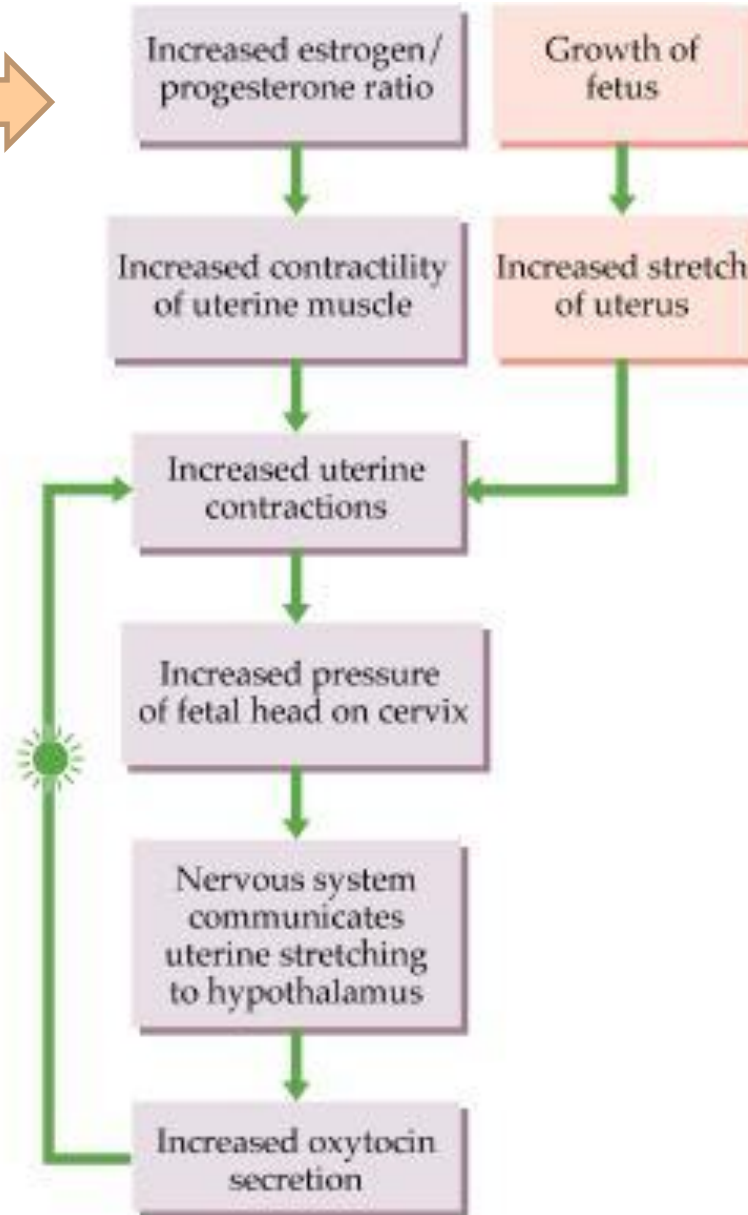 Increased estrogen/
progesterone ratio
Growth of
fetus
Increased contractility
of uterine muscle
Increased stretch
of uterus
Increased uterine
contractions
Increased pressure
of fetal head on cervix
Nervous system
communicates
uterine stretching
to hypothalamus
Increased oxytocin
secretion